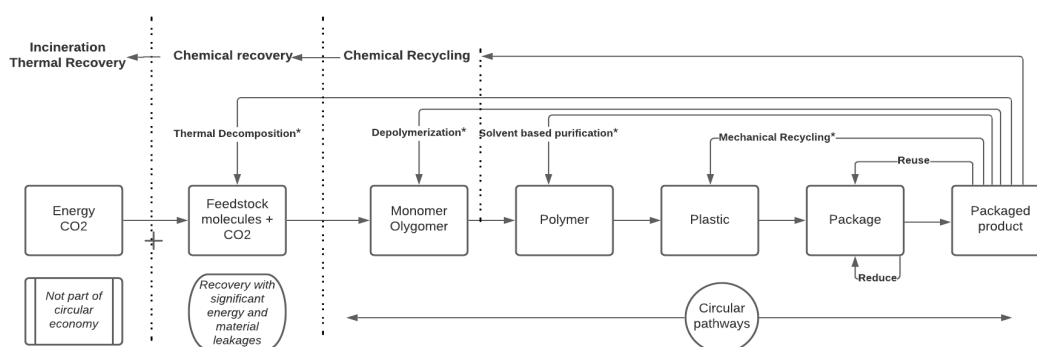 Incineration
Thermal Recovery
Chemical recovery
Chemical Recycling
Thermal Decomposition*
Depolymerization*
Solvent based purification*
Mechanical Recycling*
Reuse
Energy
CO2
Feedstock
molecules +
CO2
Monomer
Olygomer
Polymer
Plastic
Package
Packaged
product
Reduce
Not part of
circular
economy
Recovery with
significant
energy and
material
leakages
Circular
pathways